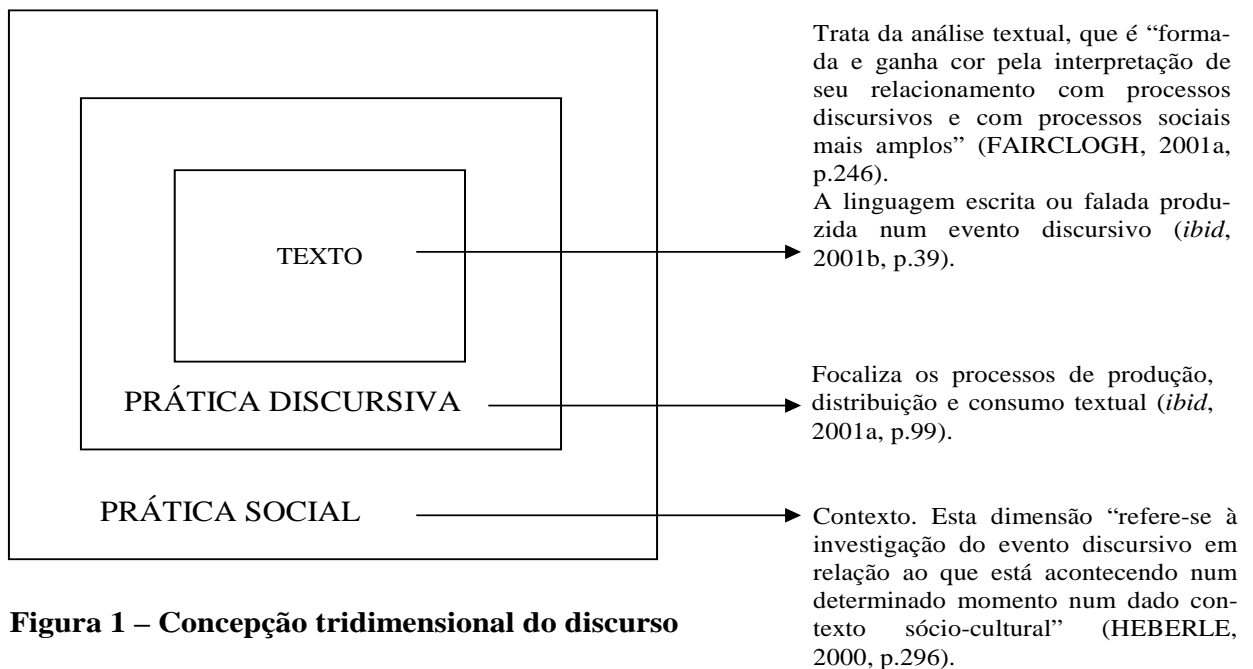 Trata da análise textual, que é “forma-
da e ganha cor pela interpretação de
seu relacionamento com processos
discursivos e com processos sociais
mais amplos” (FAIRCLOGH, 2001a,
p.246).
A linguagem escrita ou falada produ-
zida num evento discursivo (ibid,
2001b, p.39).
TEXTO
Focaliza os processos de produção,
distribuição e consumo textual (ibid,
2001a, p.99).
PRÁTICA DISCURSIVA
PRÁTICA SOCIAL
Contexto. Esta dimensão “refere-se à
investigação do evento discursivo em
relação ao que está acontecendo num
determinado momento num dado con-
texto sócio-cultural” (HEBERLE,
2000, p.296).
Figura 1 – Concepção tridimensional do discurso